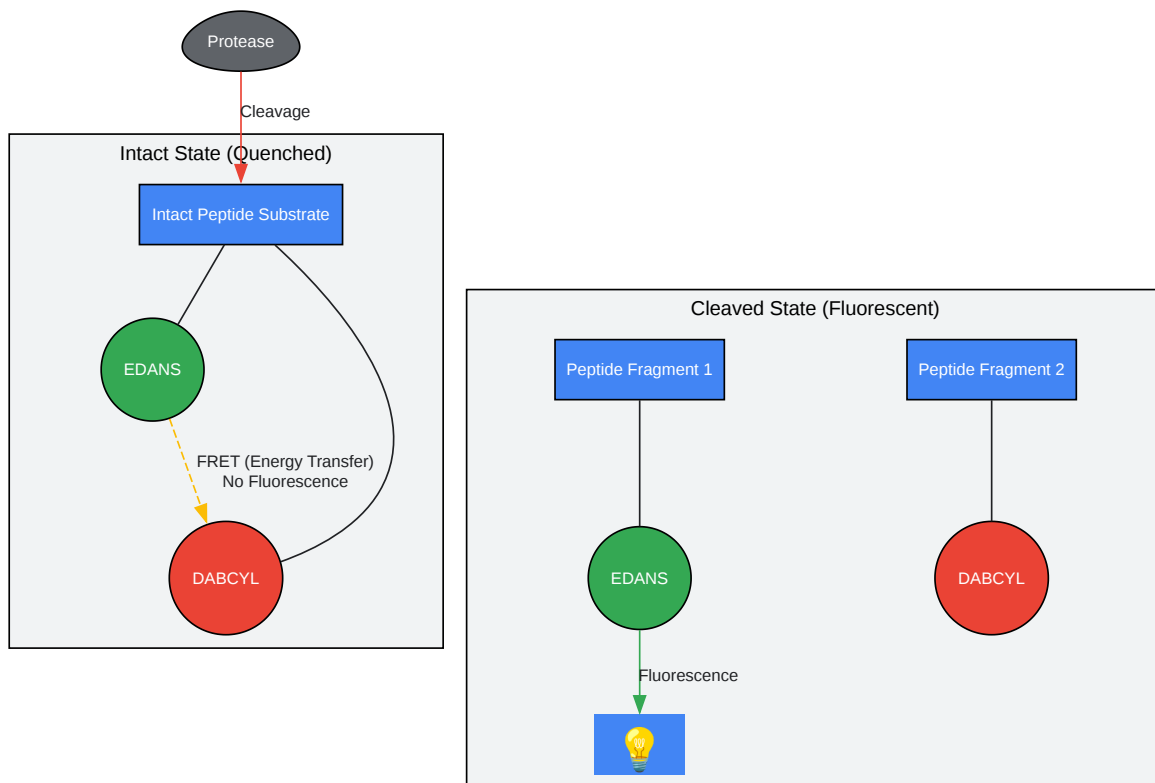 Protease
Cleavage
Intact State (Quenched)
Intact Peptide Substrate
EDANS
FRET (Energy Transfer)
No Fluorescence
DABCYL
Cleaved State (Fluorescent)
Peptide Fragment 1
Peptide Fragment 2
EDANS
DABCYL
Fluorescence